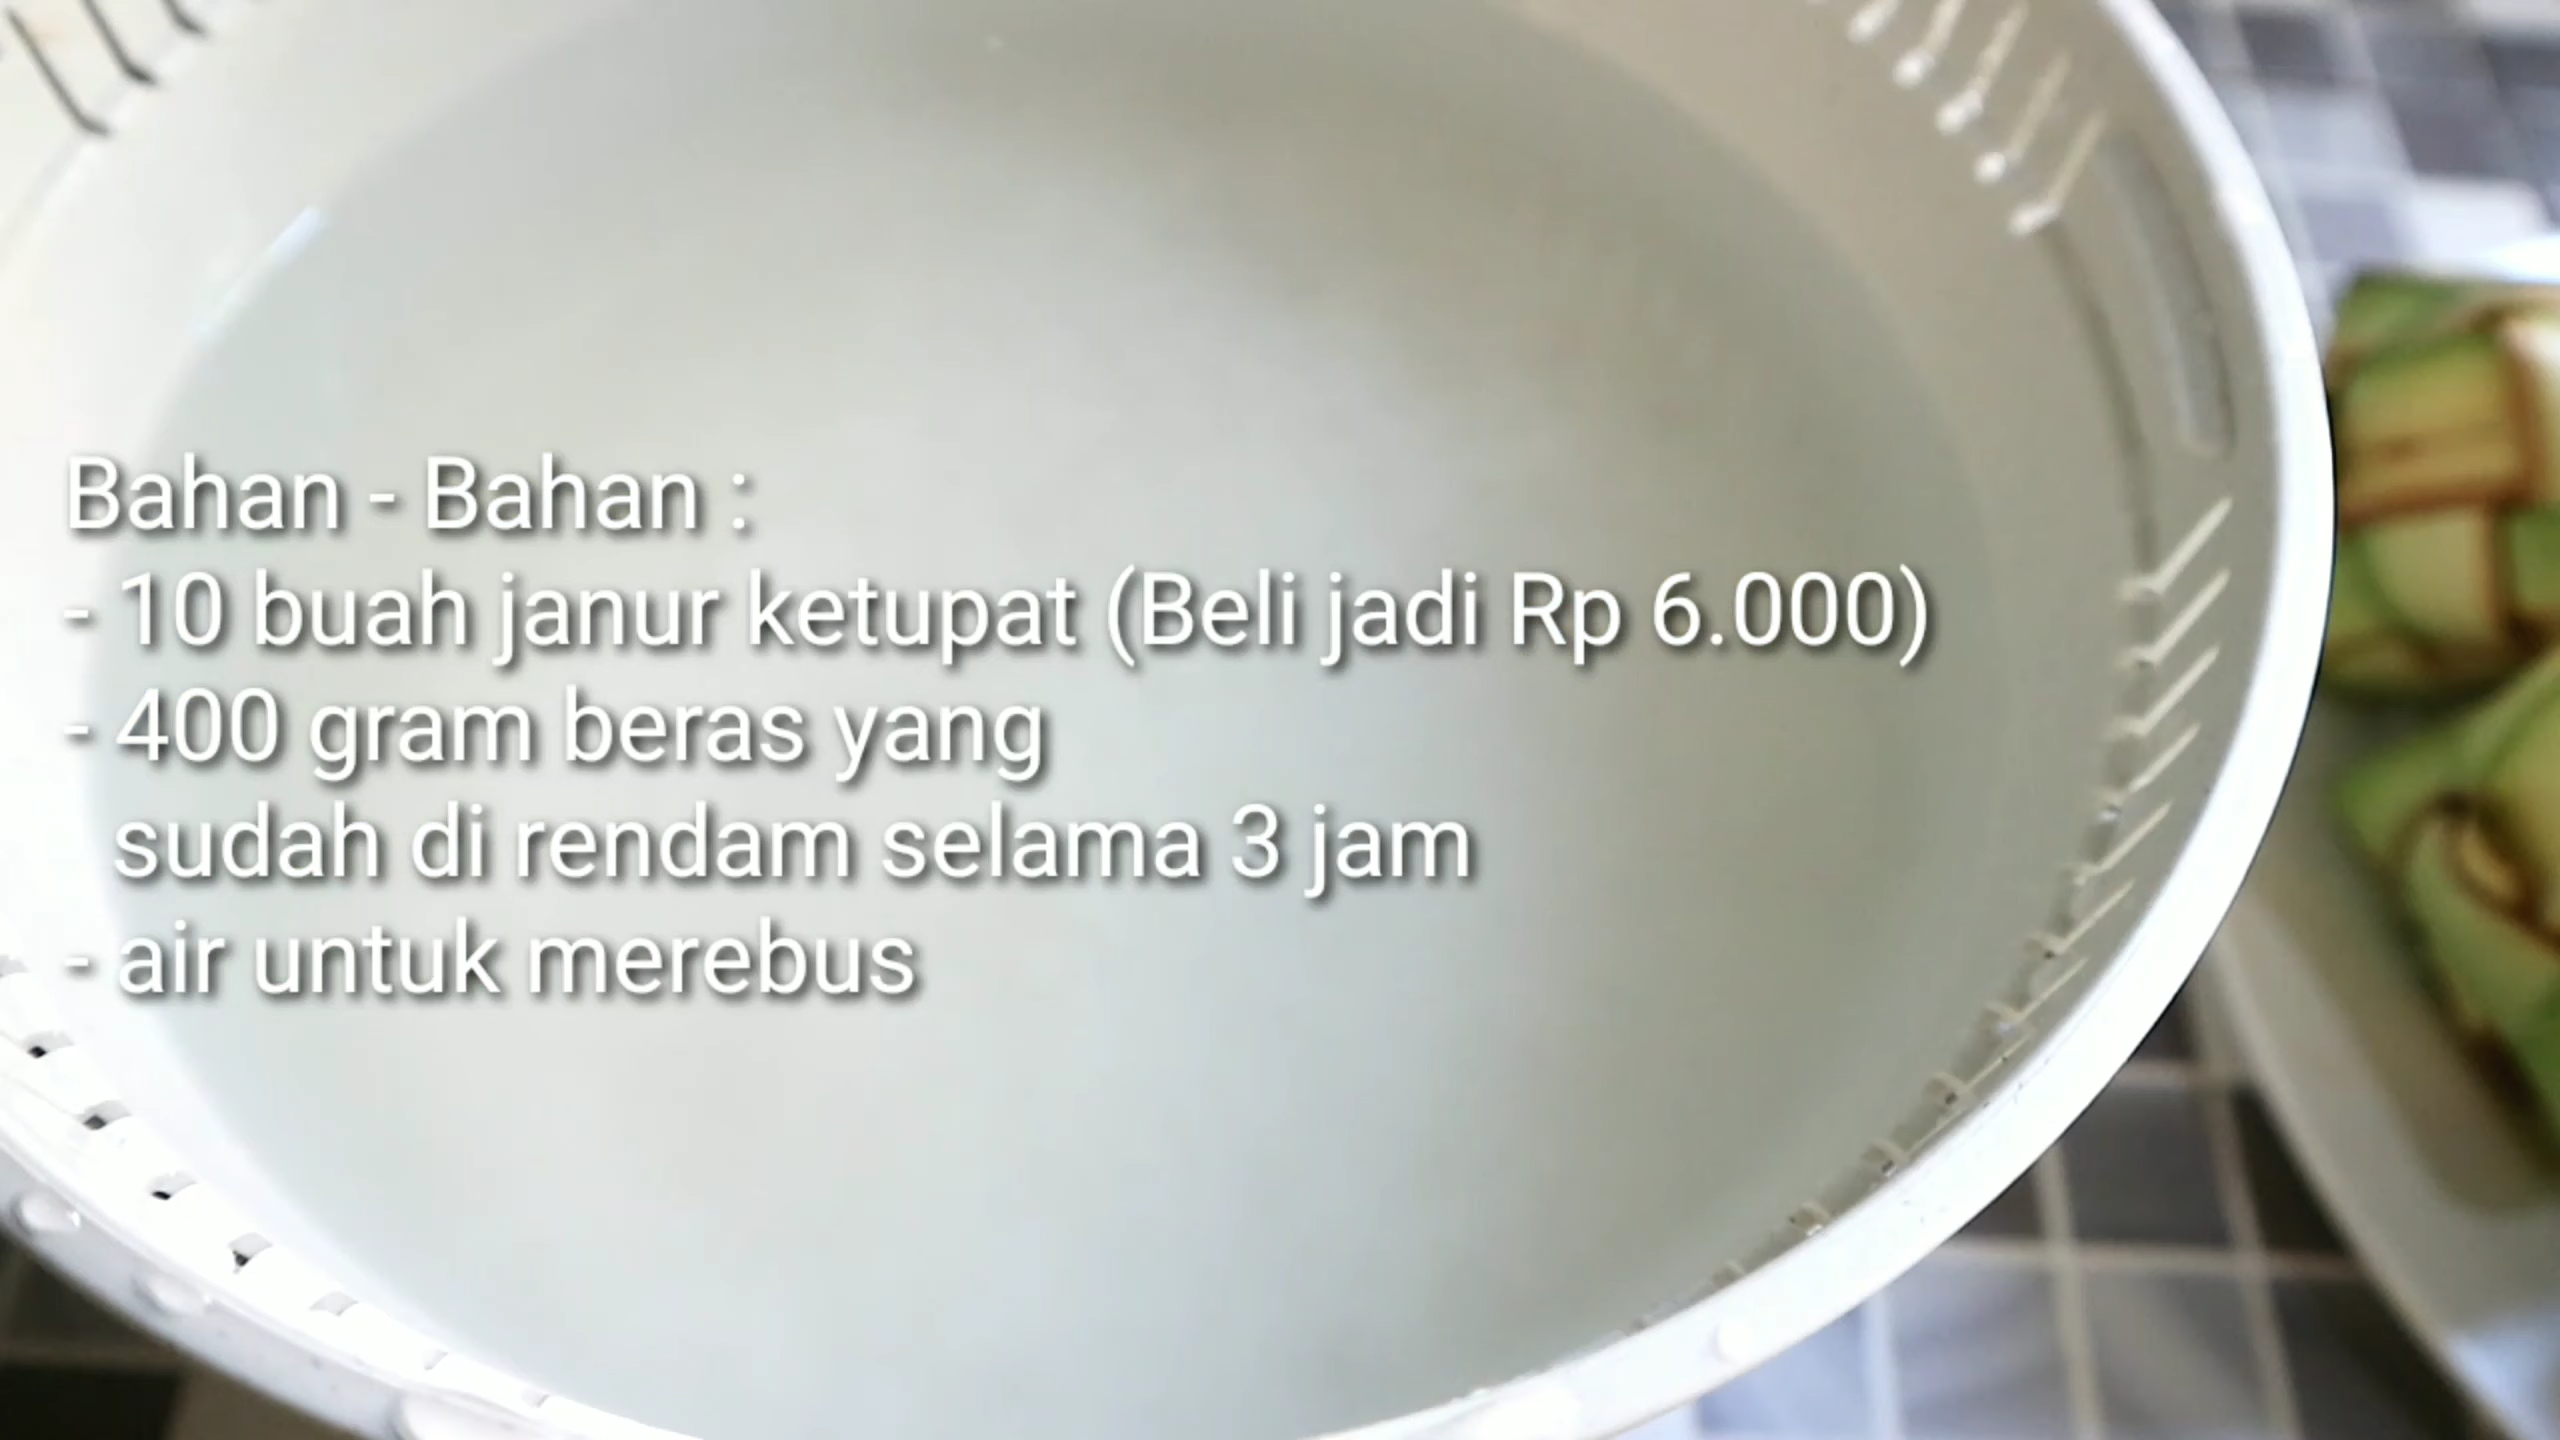 Bahan - Bahan :
- 10 buah janur ketupat (Beli jadi Rp 6.000)
- 400 gram beras yang
sudah di rendam selama 3 jam
- air untuk merebus